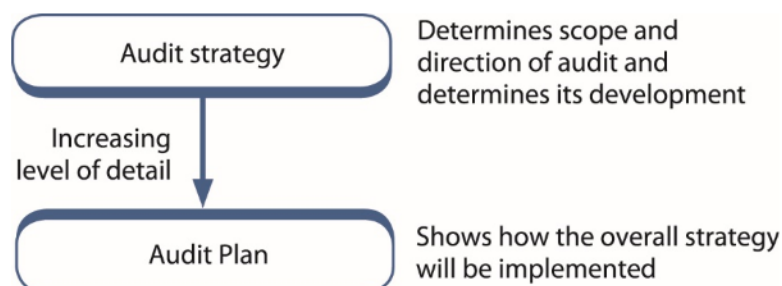 Audit strategy
Determines scope and
direction of audit and
determines its development
Increasing
level of detail
Audit Plan
Shows how the overall strategy
will be implemented